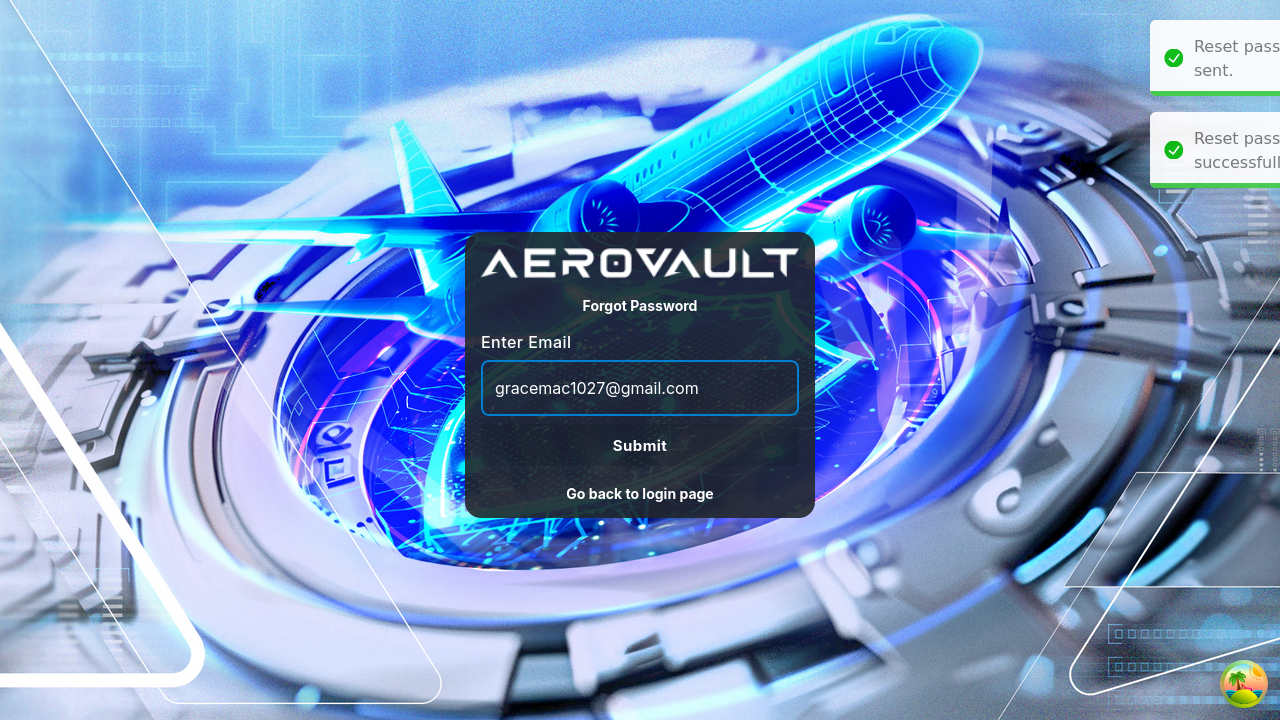 Reset pass
sent.
Reset pass
successfull
AEROVAULT
Forgot Password
Enter Email
gracemac1027@gmail.com
Submit
Go back to login page